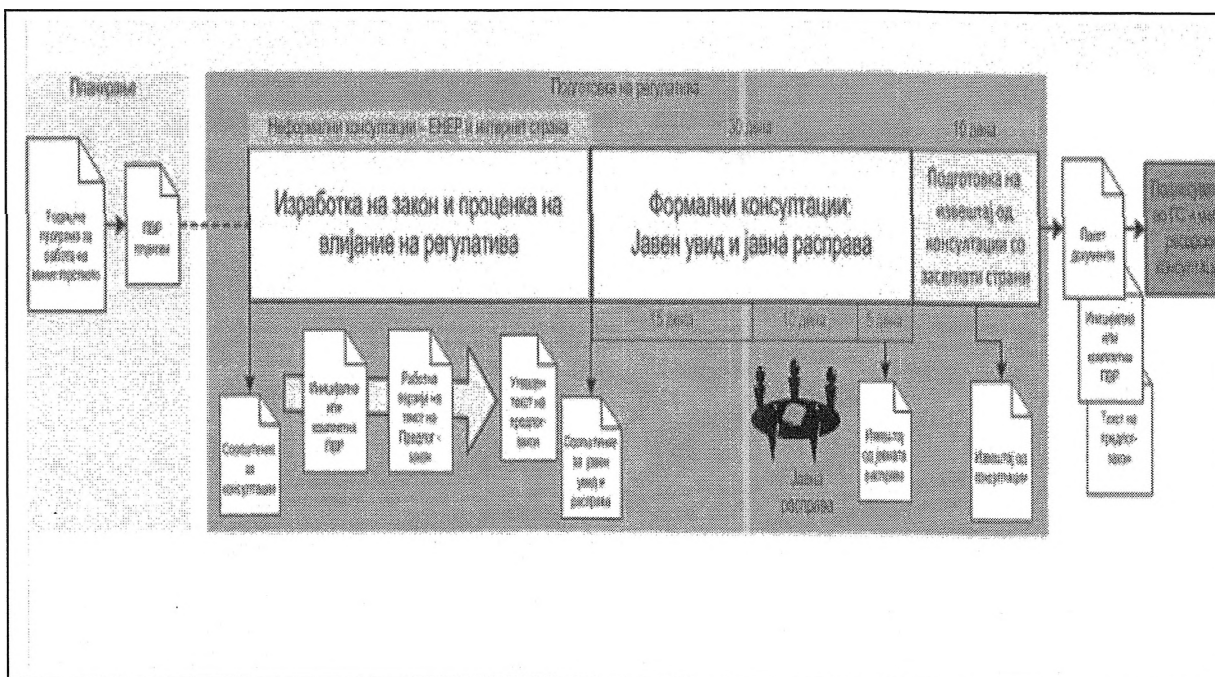 Планирање
Подготовка на регулатива
Неформални консултации - ЕНЕР и интернет страна
30 дена
10 дена
Годишна
програма за
работа на
министерството
ПВР
Изработка на закон и проценка на
влијание на регулатива
Формални консултации:
Јавен увид и јавна расправа
Подготовка на
извештај од
консултации со
засегнати страни
Пакет
документи
15 дена
10 дена
5 дена
Соопштение
за
консултации
Иницијална
или
комплетна
ПВР
Работна
верзија на
текст на
Предлог -
закон
Утврден
текст на
предлог-
закон
Соопштение
за јавен
увид и
расправа
Јавна
расправа
Извештај
од јавната
расправа
Извештај од
консултации
Иницијална
или
комплетна
ПВР
Текст на
предлог-
закон